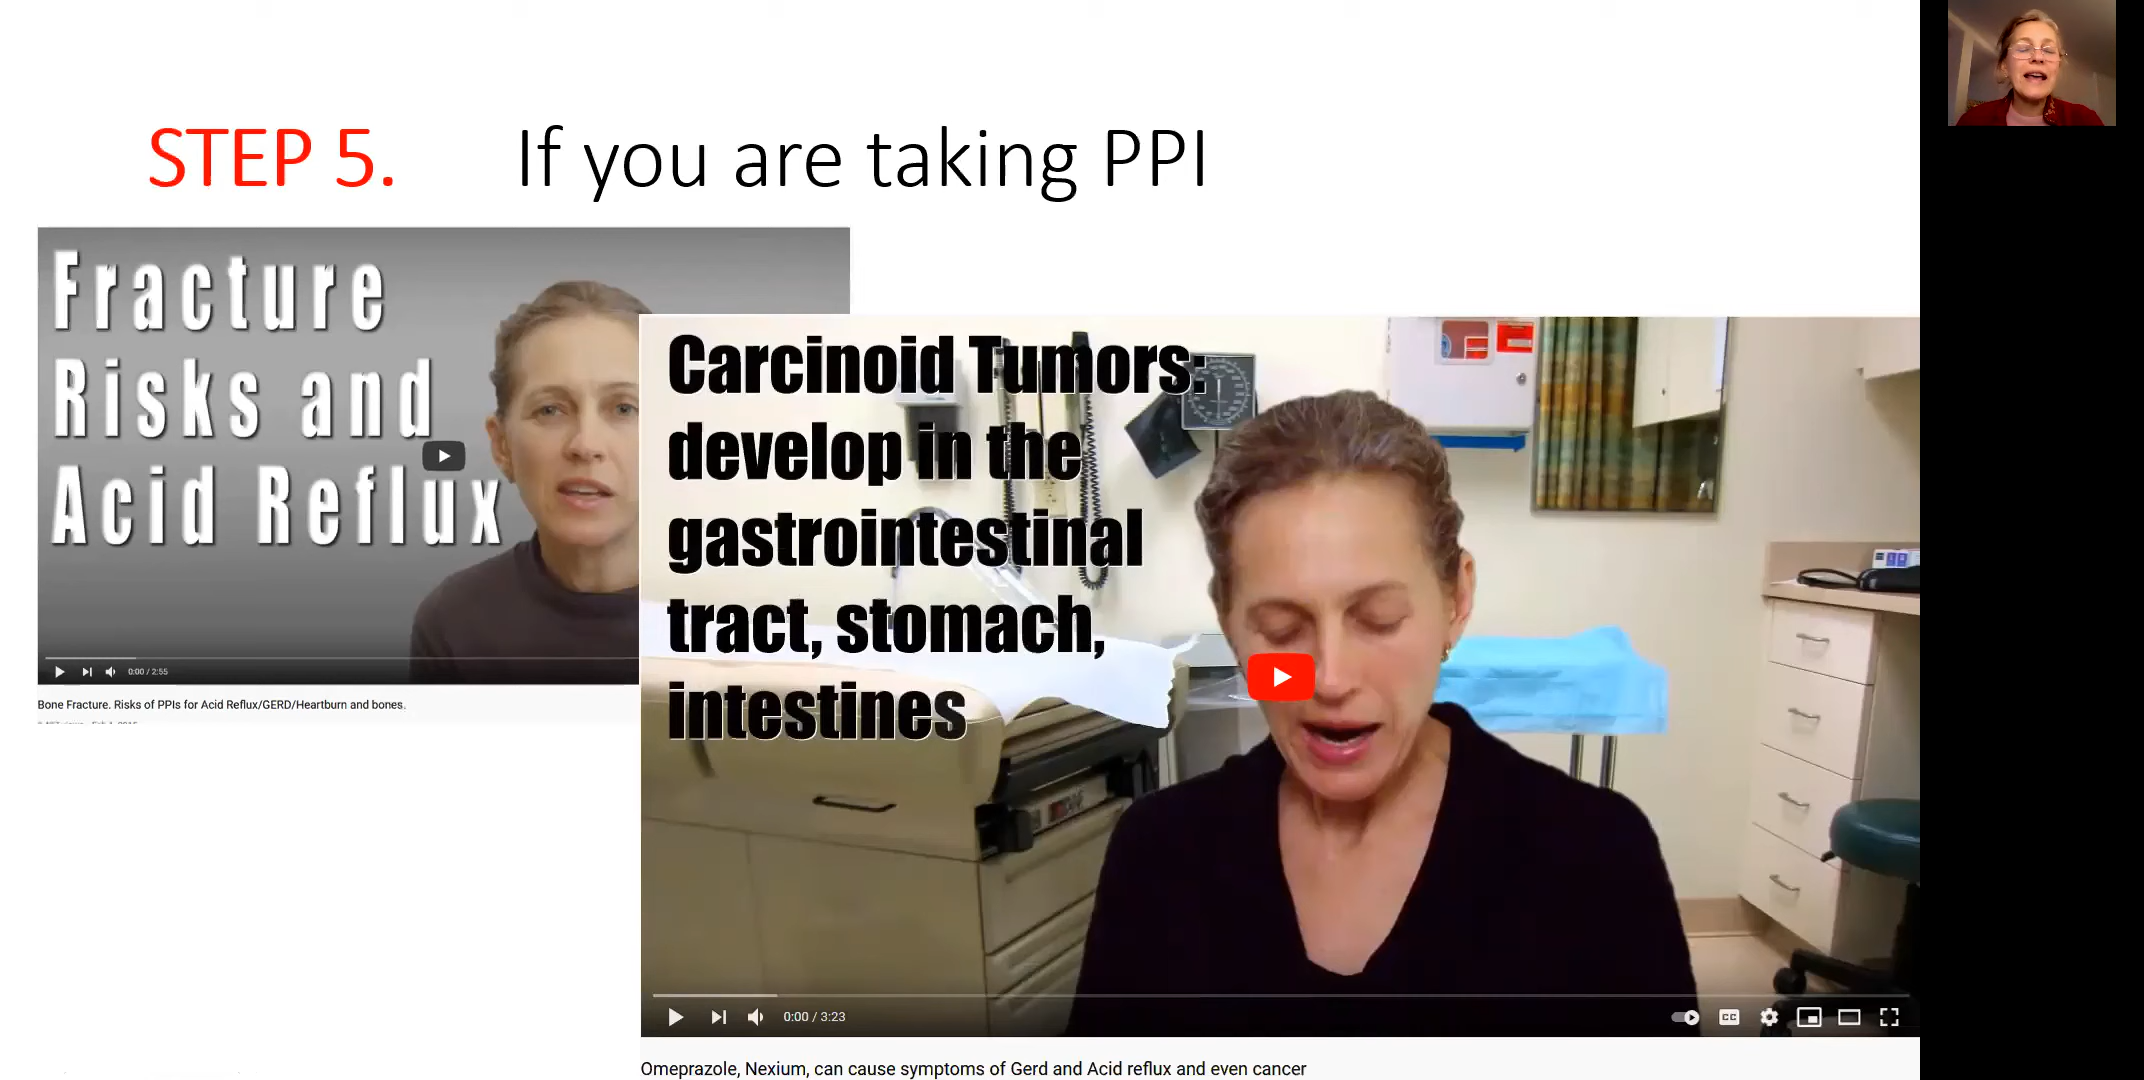 STEP 5. If you are taking PPI
Fracture
Risks and
Acid Reflux
0:00 / 2:55
Bone Fracture. Risks of PPIs for Acid Reflux/GERD/Heartburn and bones.
Carcinoid Tumors:
develop in the
gastrointestinal
tract, stomach,
intestines
0:00 / 3:23
CC
Omeprazole, Nexium, can cause symptoms of Gerd and Acid reflux and even cancer